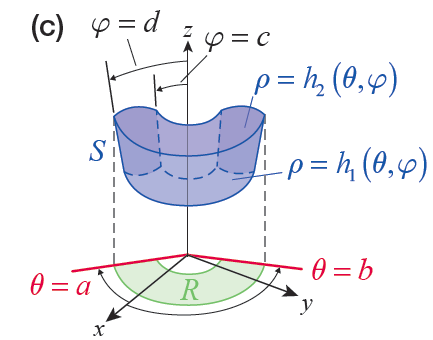 (c)
φ = d
z
φ = c
ρ = h₂ (θ,φ)
S
ρ = h₁ (θ,φ)
θ = a
R
θ = b
x
y